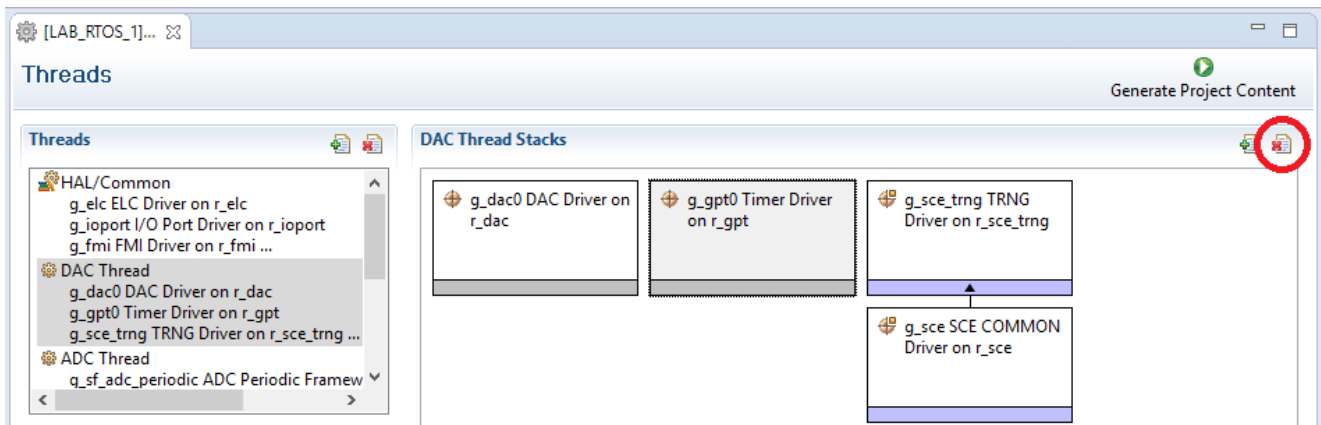 [LAB_RTOS_1]...
Threads
Generate Project Content
Threads
HAL/Common
g_elc ELC Driver on r_elc
g_ioport I/O Port Driver on r_ioport
g_fmi FMI Driver on r_fmi ...
DAC Thread
g_dac0 DAC Driver on r_dac
g_gpt0 Timer Driver on r_gpt
g_sce_trng TRNG Driver on r_sce_trng ...
ADC Thread
g_sf_adc_periodic ADC Periodic Framew
DAC Thread Stacks
g_dac0 DAC Driver on
r_dac
g_gpt0 Timer Driver
on r_gpt
g_sce_trng TRNG
Driver on r_sce_trng
g_sce SCE COMMON
Driver on r_sce